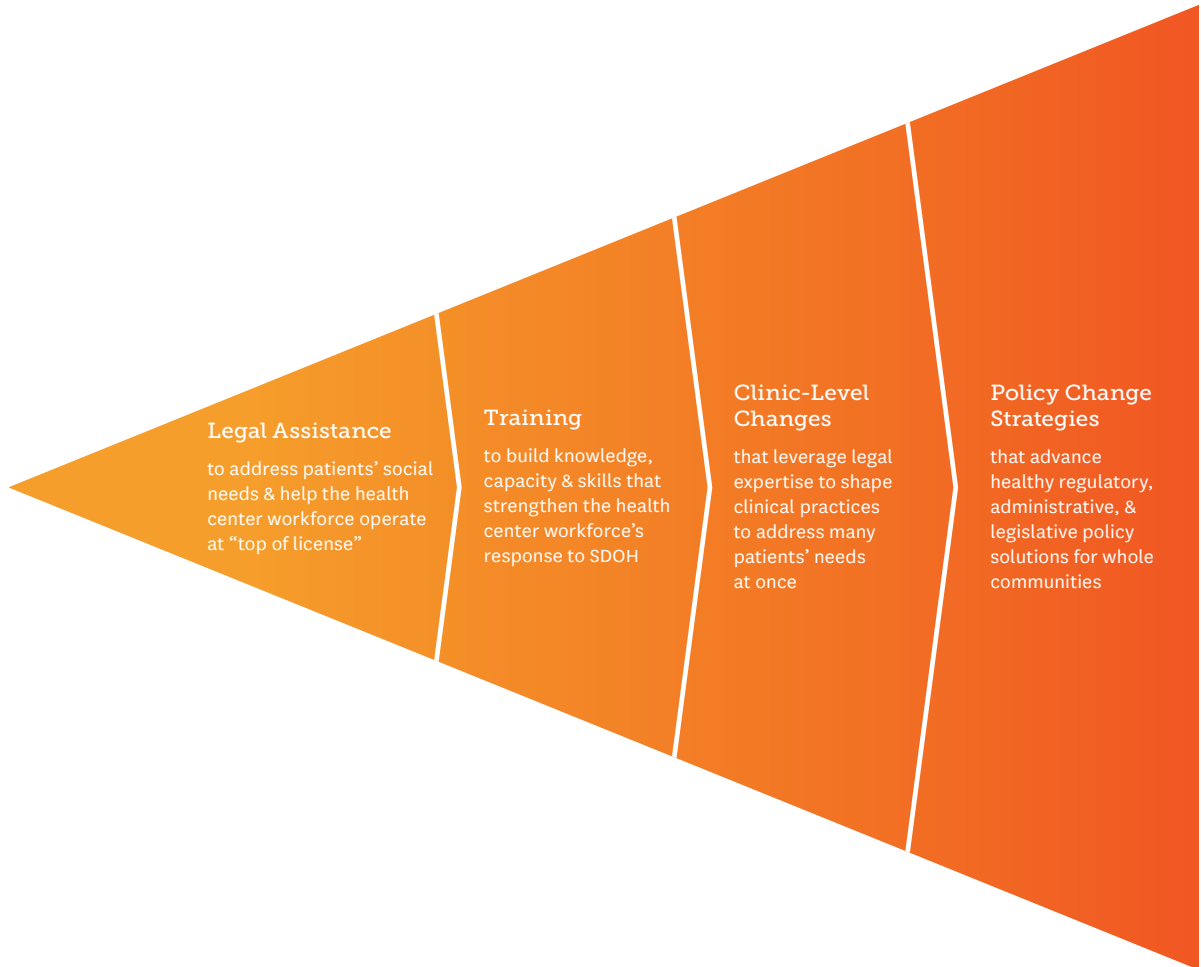 Legal Assistance
to address patients’ social
needs & help the health
center workforce operate
at “top of license”
Training
to build knowledge,
capacity & skills that
strengthen the health
center workforce’s
response to SDOH
Clinic-Level
Changes
that leverage legal
expertise to shape
clinical practices
to address many
patients’ needs
at once
Policy Change
Strategies
that advance
healthy regulatory,
administrative, &
legislative policy
solutions for whole
communities